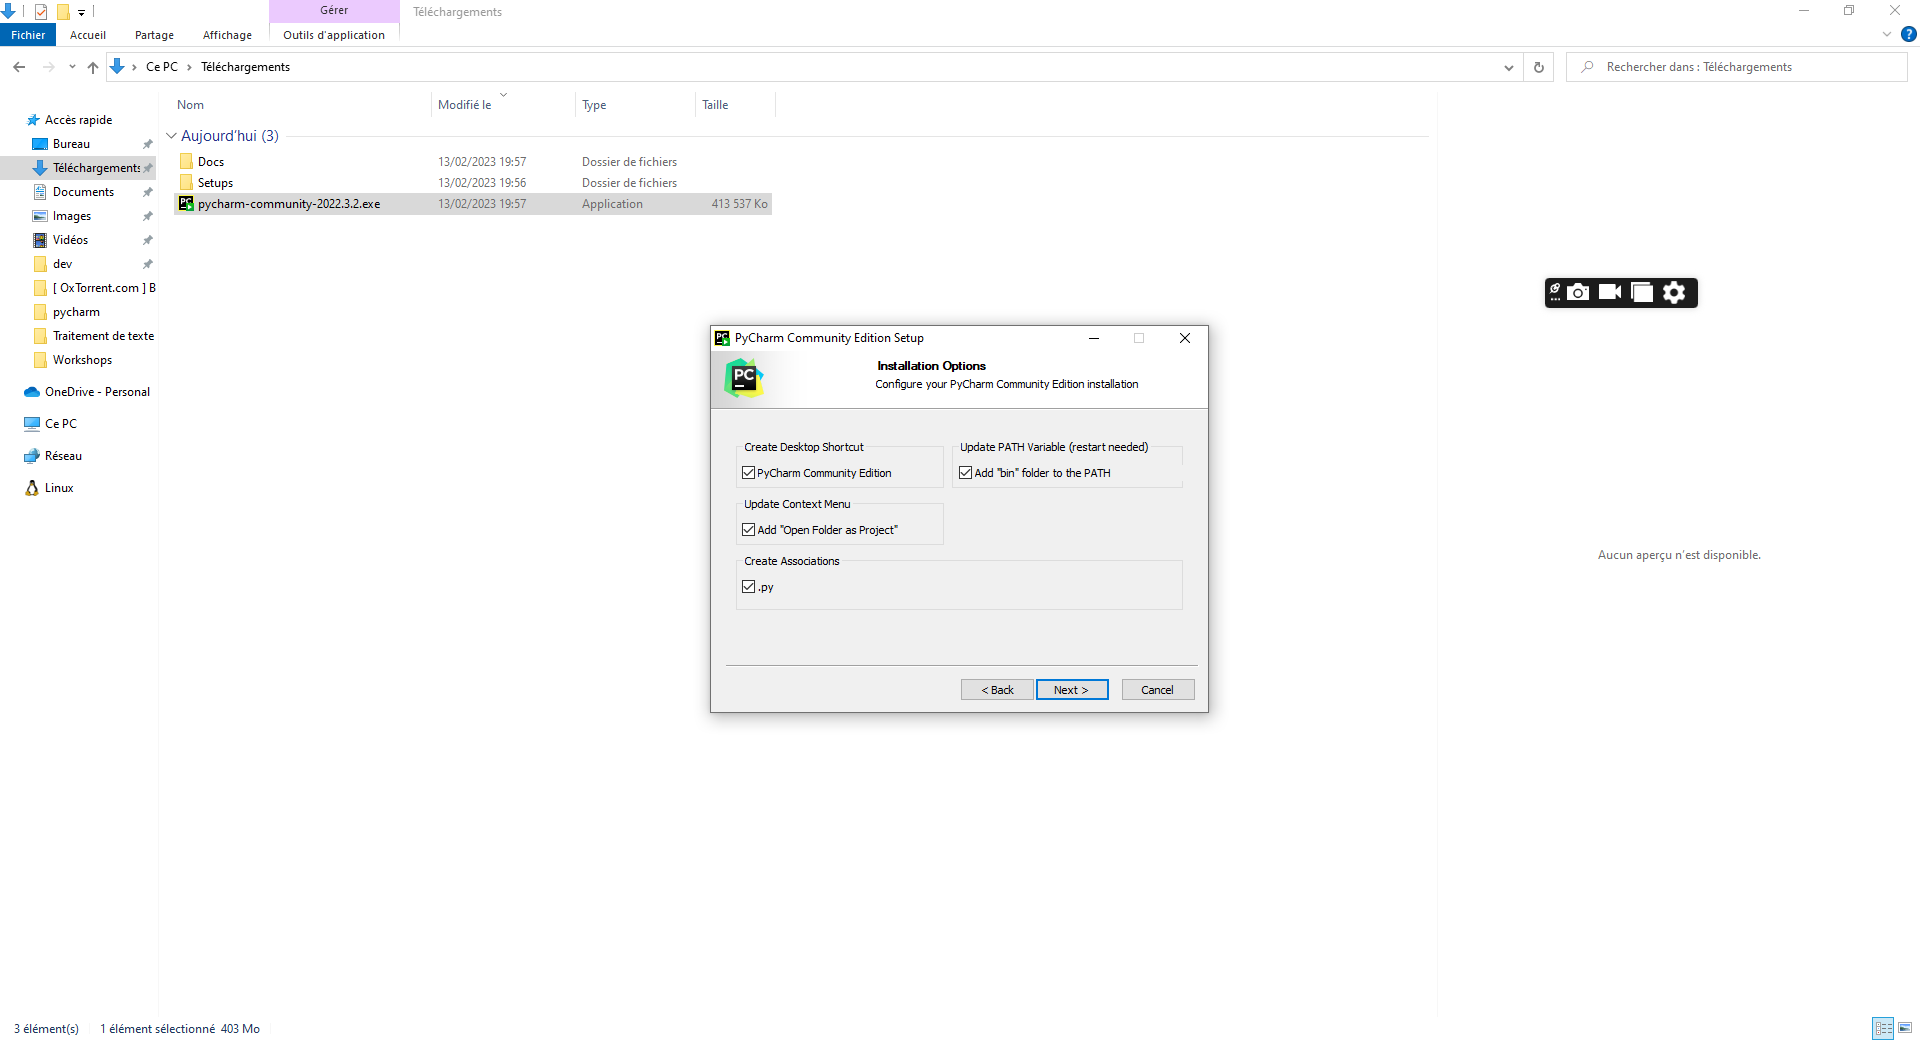 Gérer
Téléchargements
Fichier
Accueil
Partage
Affichage
Outils d'application
?
Ce PC
Téléchargements
Rechercher dans : Téléchargements
Nom
Modifié le
Type
Taille
Accès rapide
Bureau
Téléchargements
Documents
Images
Vidéos
dev
[ OxTorrent.com ] B
pycharm
Traitement de texte
Workshops
OneDrive - Personal
Ce PC
Réseau
Linux
Aujourd'hui (3)
Docs 13/02/2023 19:57 Dossier de fichiers
Setups 13/02/2023 19:56 Dossier de fichiers
PC pycharm-community-2022.3.2.exe 13/02/2023 19:57 Application 413 537 Ko
PC PyCharm Community Edition Setup
PC
Installation Options
Configure your PyCharm Community Edition installation
Create Desktop Shortcut
PyCharm Community Edition
Update PATH Variable (restart needed)
Add "bin" folder to the PATH
Update Context Menu
Add "Open Folder as Project"
Create Associations
.py
< Back
Next >
Cancel
Aucun aperçu n'est disponible.
3 élément(s)
1 élément sélectionné 403 Mo